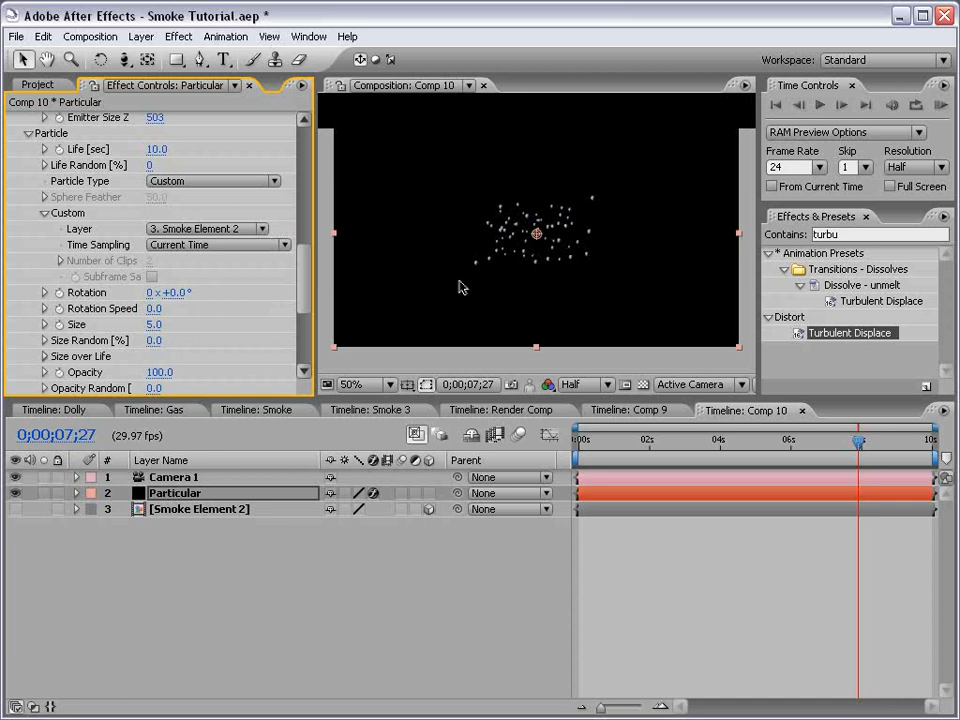 Adobe After Effects - Smoke Tutorial.aep *
File Edit Composition Layer Effect Animation View Window Help
Workspace: Standard
Project Effect Controls: Particular
Comp 10 * Particular
Emitter Size Z 503
Particle
Life [sec] 10.0
Life Random [%] 0
Particle Type Custom
Sphere Feather 50.0
Custom
Layer 3. Smoke Element 2
Time Sampling Current Time
Number of Clips 2
Subframe Sa
Rotation 0 x +0.0°
Rotation Speed 0.0
Size 5.0
Size Random [%] 0.0
Size over Life
Opacity 100.0
Opacity Random [ 0.0
Composition: Comp 10
50% 0;00;07;27 Half Active Camera
Time Controls
RAM Preview Options
Frame Rate Skip Resolution
24 1 Half
From Current Time Full Screen
Effects & Presets
Contains: turbu
* Animation Presets
Transitions - Dissolves
Dissolve - unmelt
Turbulent Displace
Distort
Turbulent Displace
Timeline: Dolly Timeline: Gas Timeline: Smoke Timeline: Smoke 3 Timeline: Render Comp Timeline: Comp 9 Timeline: Comp 10
0;00;07;27 (29.97 fps)
:00s 02s 04s 06s 10s
# Layer Name Parent
1 Camera 1 None
2 Particular None
3 [Smoke Element 2] None